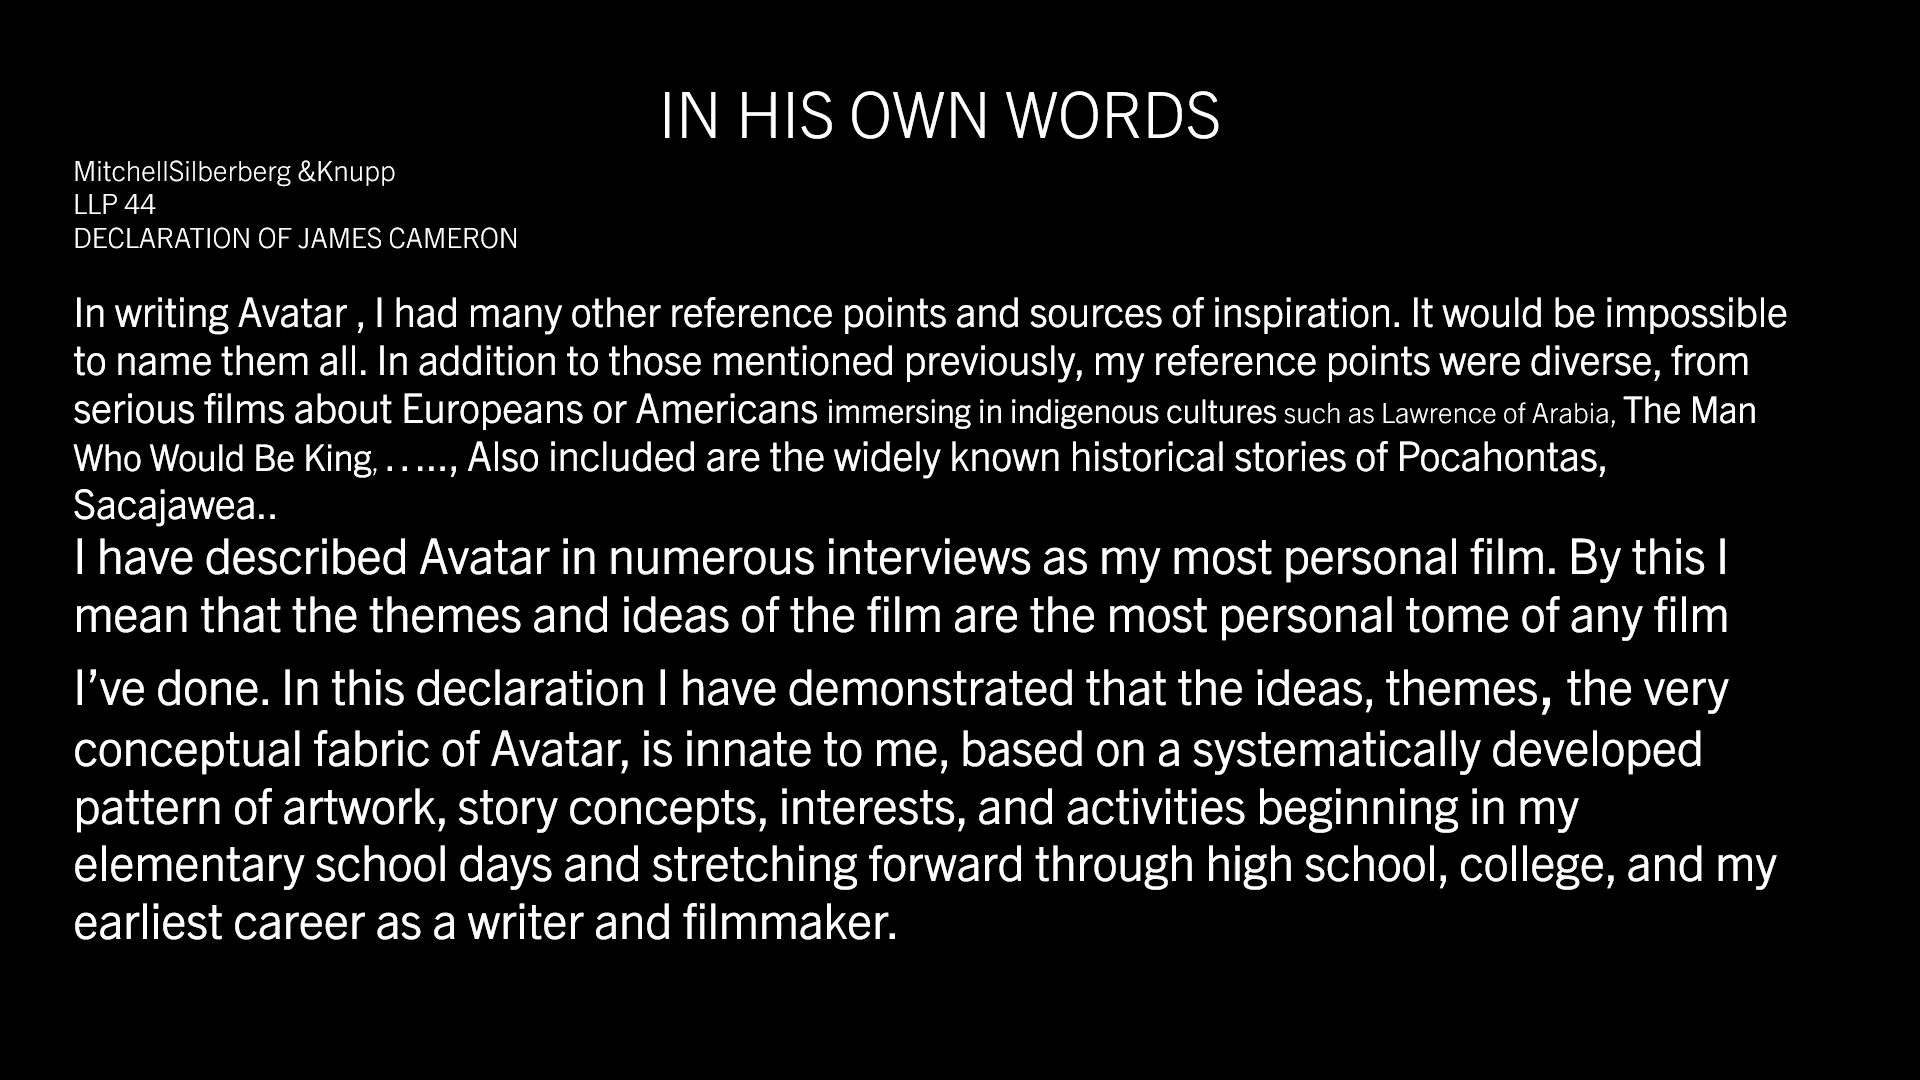 IN HIS OWN WORDS
MitchellSilberberg &Knupp
LLP 44
DECLARATION OF JAMES CAMERON
In writing Avatar , I had many other reference points and sources of inspiration. It would be impossible
to name them all. In addition to those mentioned previously, my reference points were diverse, from
serious films about Europeans or Americans immersing in indigenous cultures such as Lawrence of Arabia, The Man
Who Would Be King, . . ..., Also included are the widely known historical stories of Pocahontas,
Sacajawea..
I have described Avatar in numerous interviews as my most personal film. By this I
mean that the themes and ideas of the film are the most personal tome of any film
I’ve done. In this declaration I have demonstrated that the ideas, themes, the very
conceptual fabric of Avatar, is innate to me, based on a systematically developed
pattern of artwork, story concepts, interests, and activities beginning in my
elementary school days and stretching forward through high school, college, and my
earliest career as a writer and filmmaker.